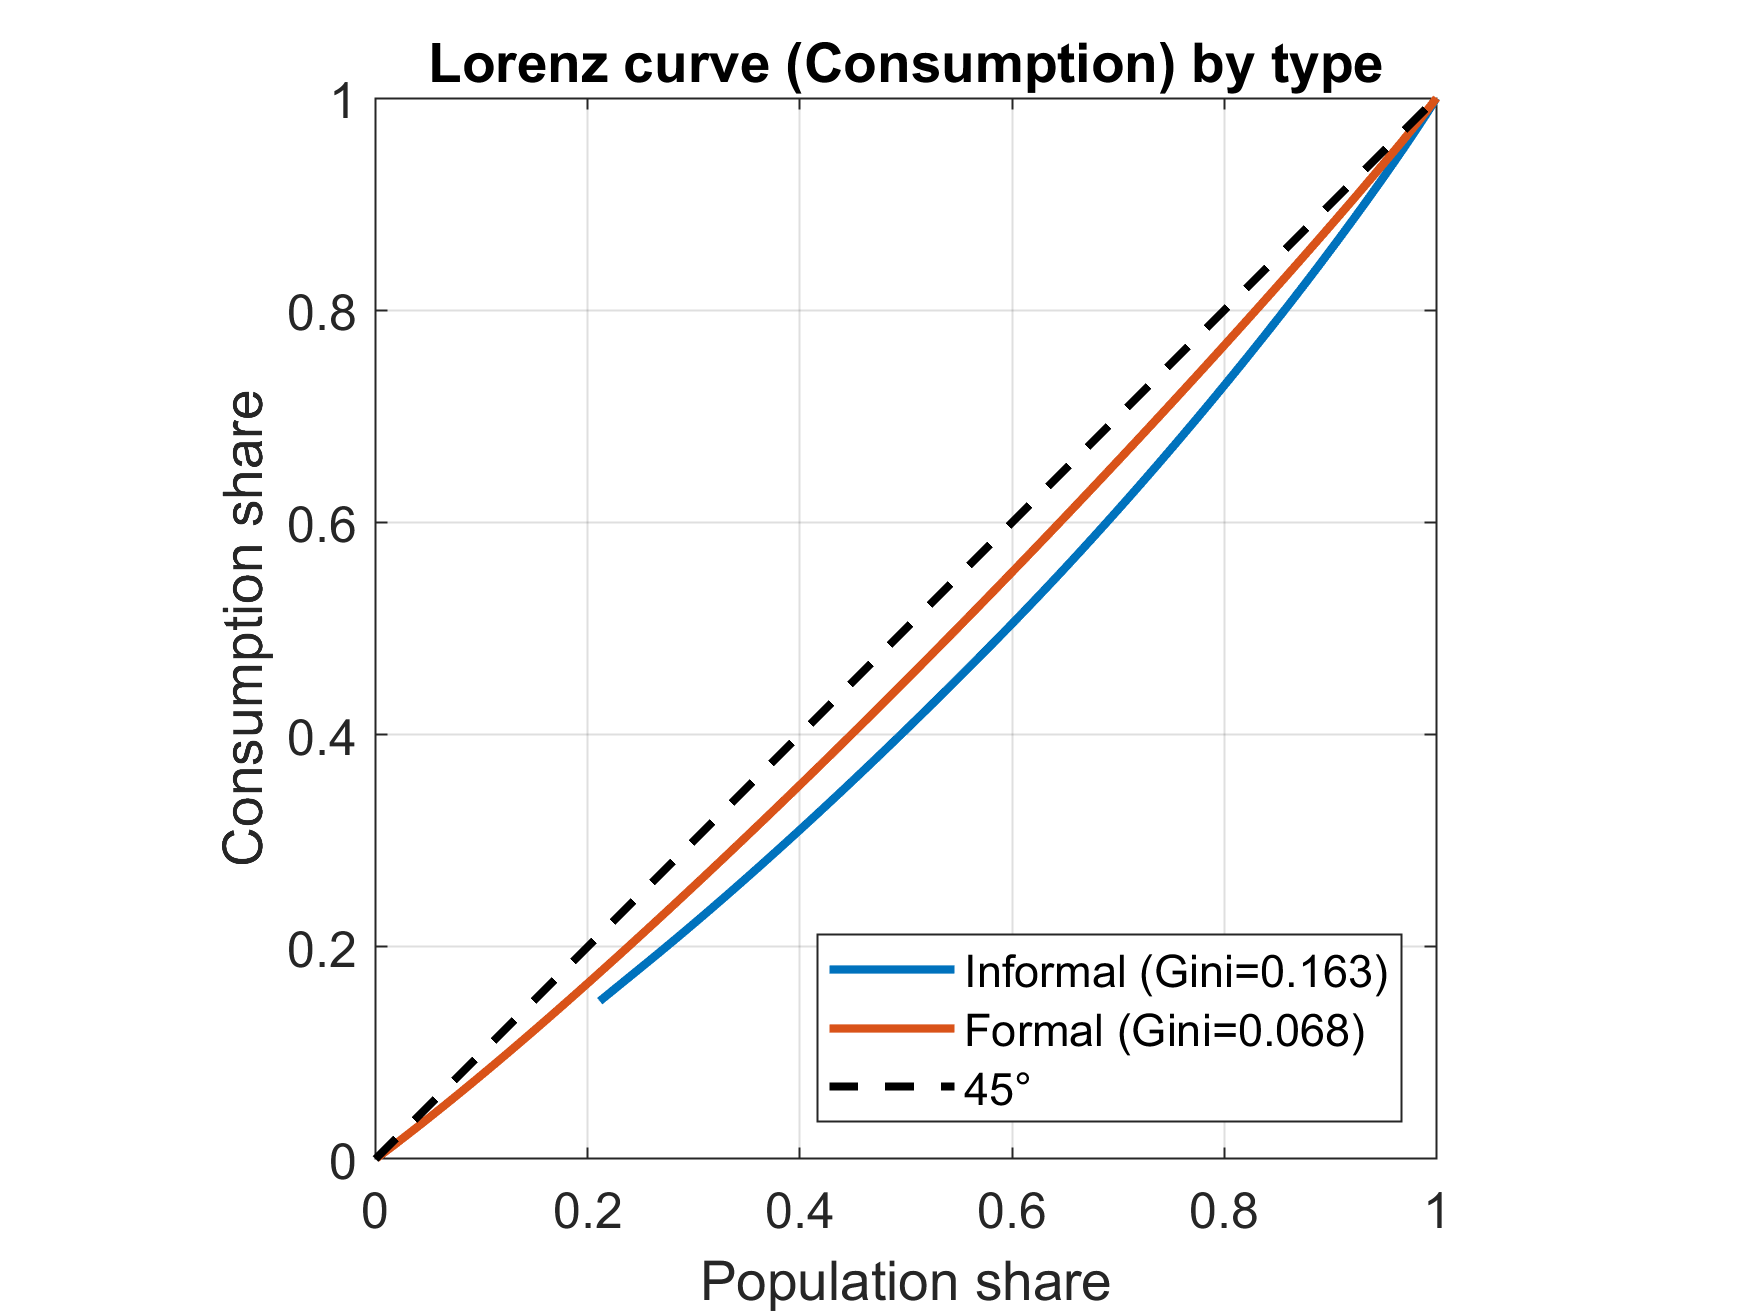 Lorenz curve (Consumption) by type
1
0.8
0.6
0.4
0.2
0
Consumption share
Informal (Gini=0.163)
Formal (Gini=0.068)
45°
0 0.2 0.4 0.6 0.8 1
Population share